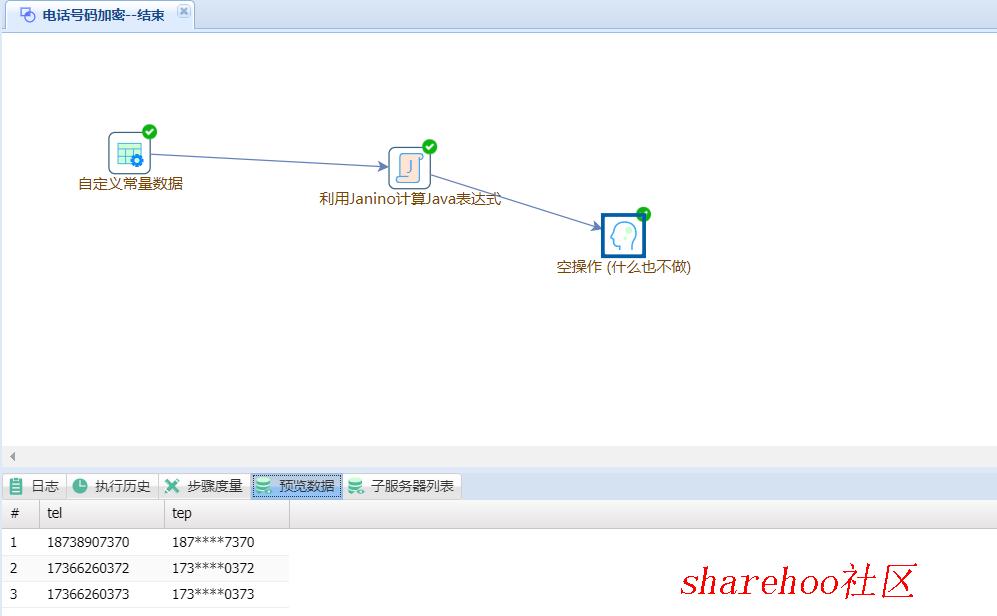 电话号码加密--结束
自定义常量数据
利用Janino计算Java表达式
空操作 (什么也不做)
日志 执行历史 步骤度量 预览数据 子服务器列表
# tel tep
1 18738907370 187****7370
2 17366260372 173****0372
3 17366260373 173****0373
sharehoo社区